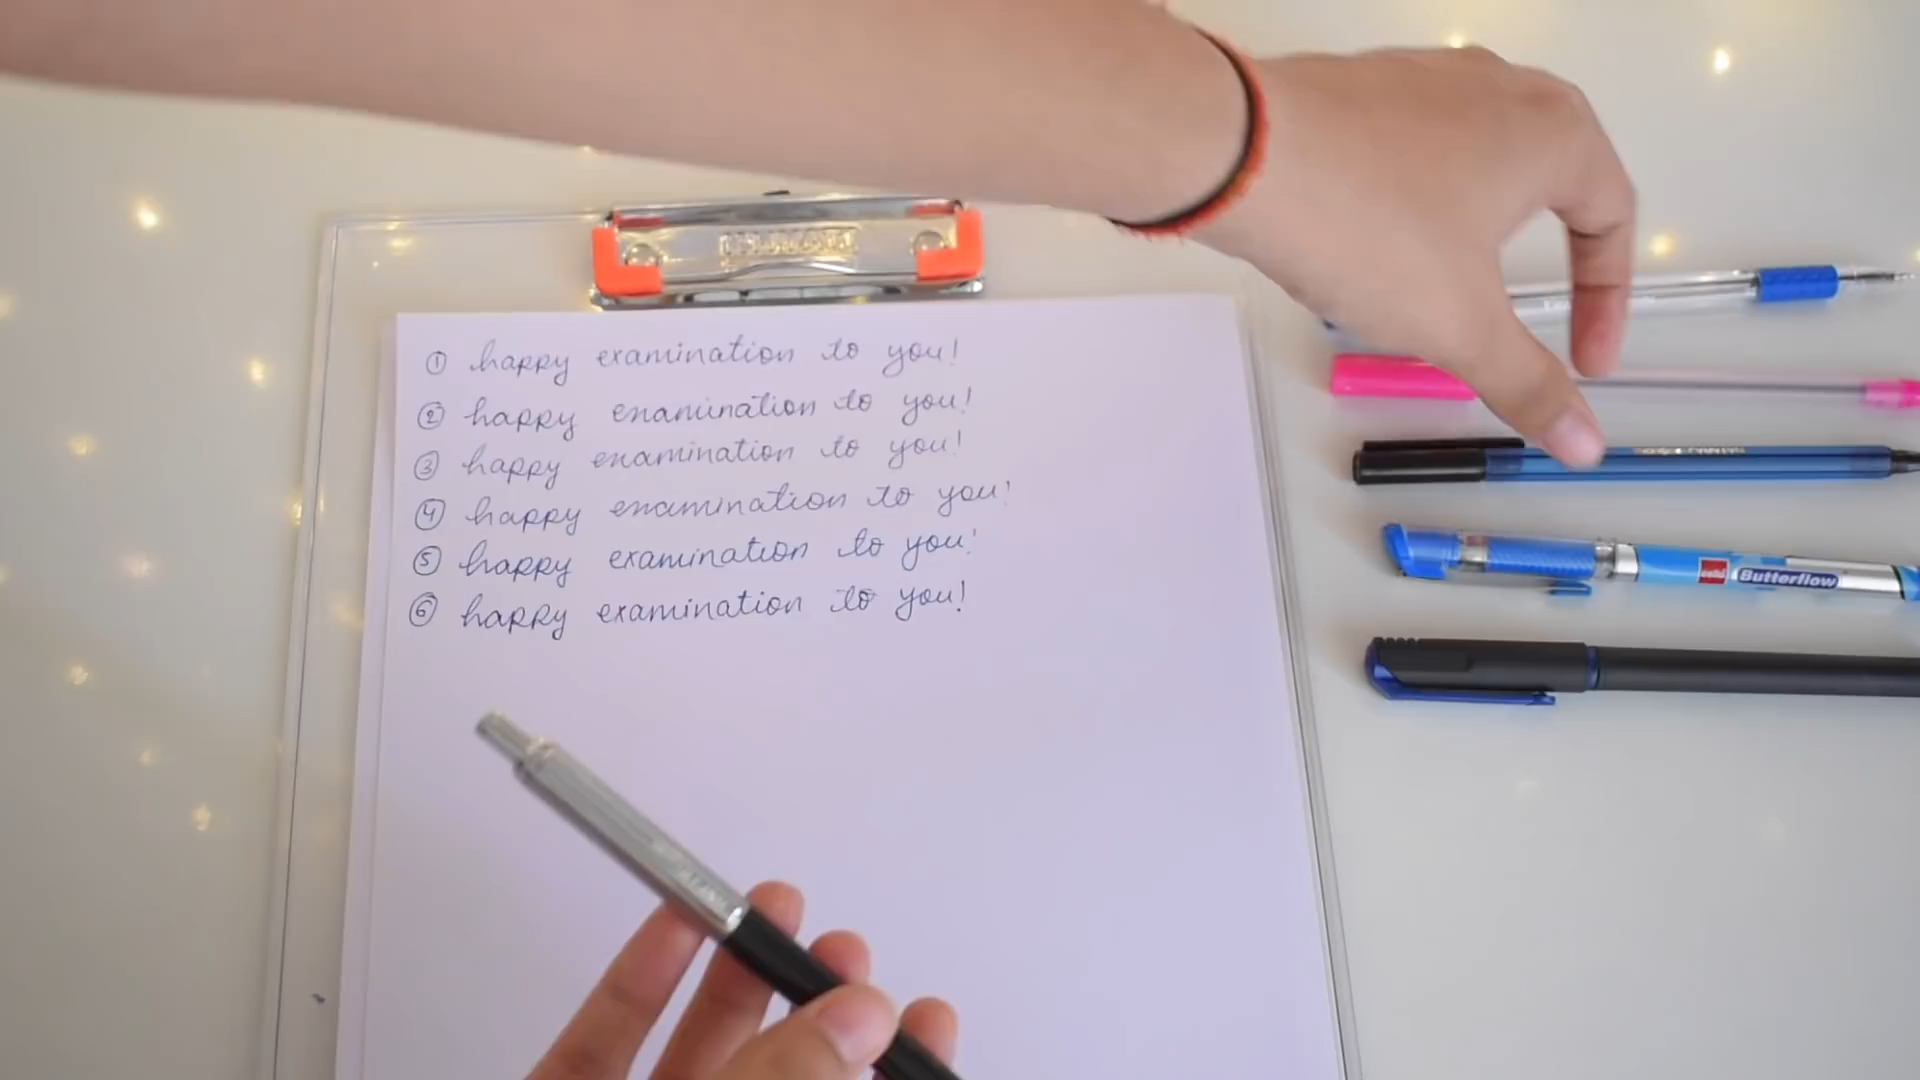 ① happy examination to you!
② happy examination to you!
③ happy examination to you!
④ happy examination to you!
⑤ happy examination to you!
⑥ happy examination to you!
cello Butterflow